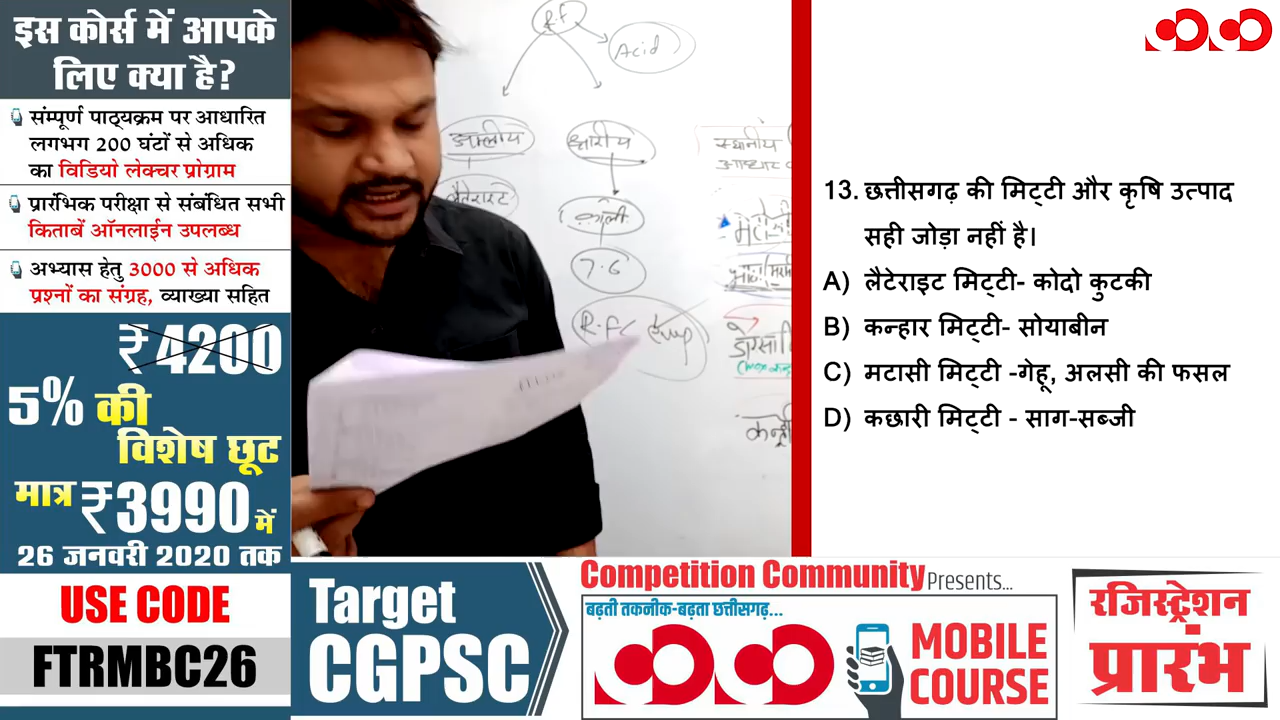 इस कोर्स में आपके
लिए क्या है?
संम्पूर्ण पाठ्यक्रम पर आधारित
लगभग 200 घंटों से अधिक
का विडियो लेक्चर प्रोग्राम
प्रारंभिक परीक्षा से संबंधित सभी
किताबें ऑनलाईन उपलब्ध
अभ्यास हेतु 3000 से अधिक
प्रश्नों का संग्रह, व्याख्या सहित
₹4200
5% की
विशेष छूट
मात्र ₹3990 में
26 जनवरी 2020 तक
USE CODE
FTRMBC26
R.F
Acid
अम्लीय
क्षारीय
स्थानीय
काली
7.6
13. छत्तीसगढ़ की मिट्टी और कृषि उत्पाद
सही जोड़ा नहीं है।
A) लैटेराइट मिट्टी- कोदो कुटकी
B) कन्हार मिट्टी- सोयाबीन
C) मटासी मिट्टी -गेहू, अलसी की फसल
D) कछारी मिट्टी - साग-सब्जी
Target
CGPSC
Competition Community Presents...
बढ़ती तकनीक-बढ़ता छत्तीसगढ़...
MOBILE
COURSE
रजिस्ट्रेशन
प्रारंभ